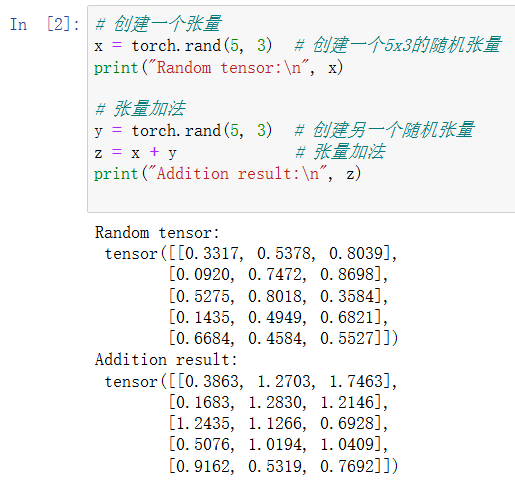 In [2]: # 创建一个张量
x = torch.rand(5, 3)  # 创建一个5x3的随机张量
print("Random tensor:\n", x)
# 张量加法
y = torch.rand(5, 3)  # 创建另一个随机张量
z = x + y             # 张量加法
print("Addition result:\n", z)
Random tensor:
 tensor([[0.3317, 0.5378, 0.8039],
        [0.0920, 0.7472, 0.8698],
        [0.5275, 0.8018, 0.3584],
        [0.1435, 0.4949, 0.6821],
        [0.6684, 0.4584, 0.5527]])
Addition result:
 tensor([[0.3863, 1.2703, 1.7463],
        [0.1683, 1.2830, 1.2146],
        [1.2435, 1.1266, 0.6928],
        [0.5076, 1.0194, 1.0409],
        [0.9162, 0.5319, 0.7692]])